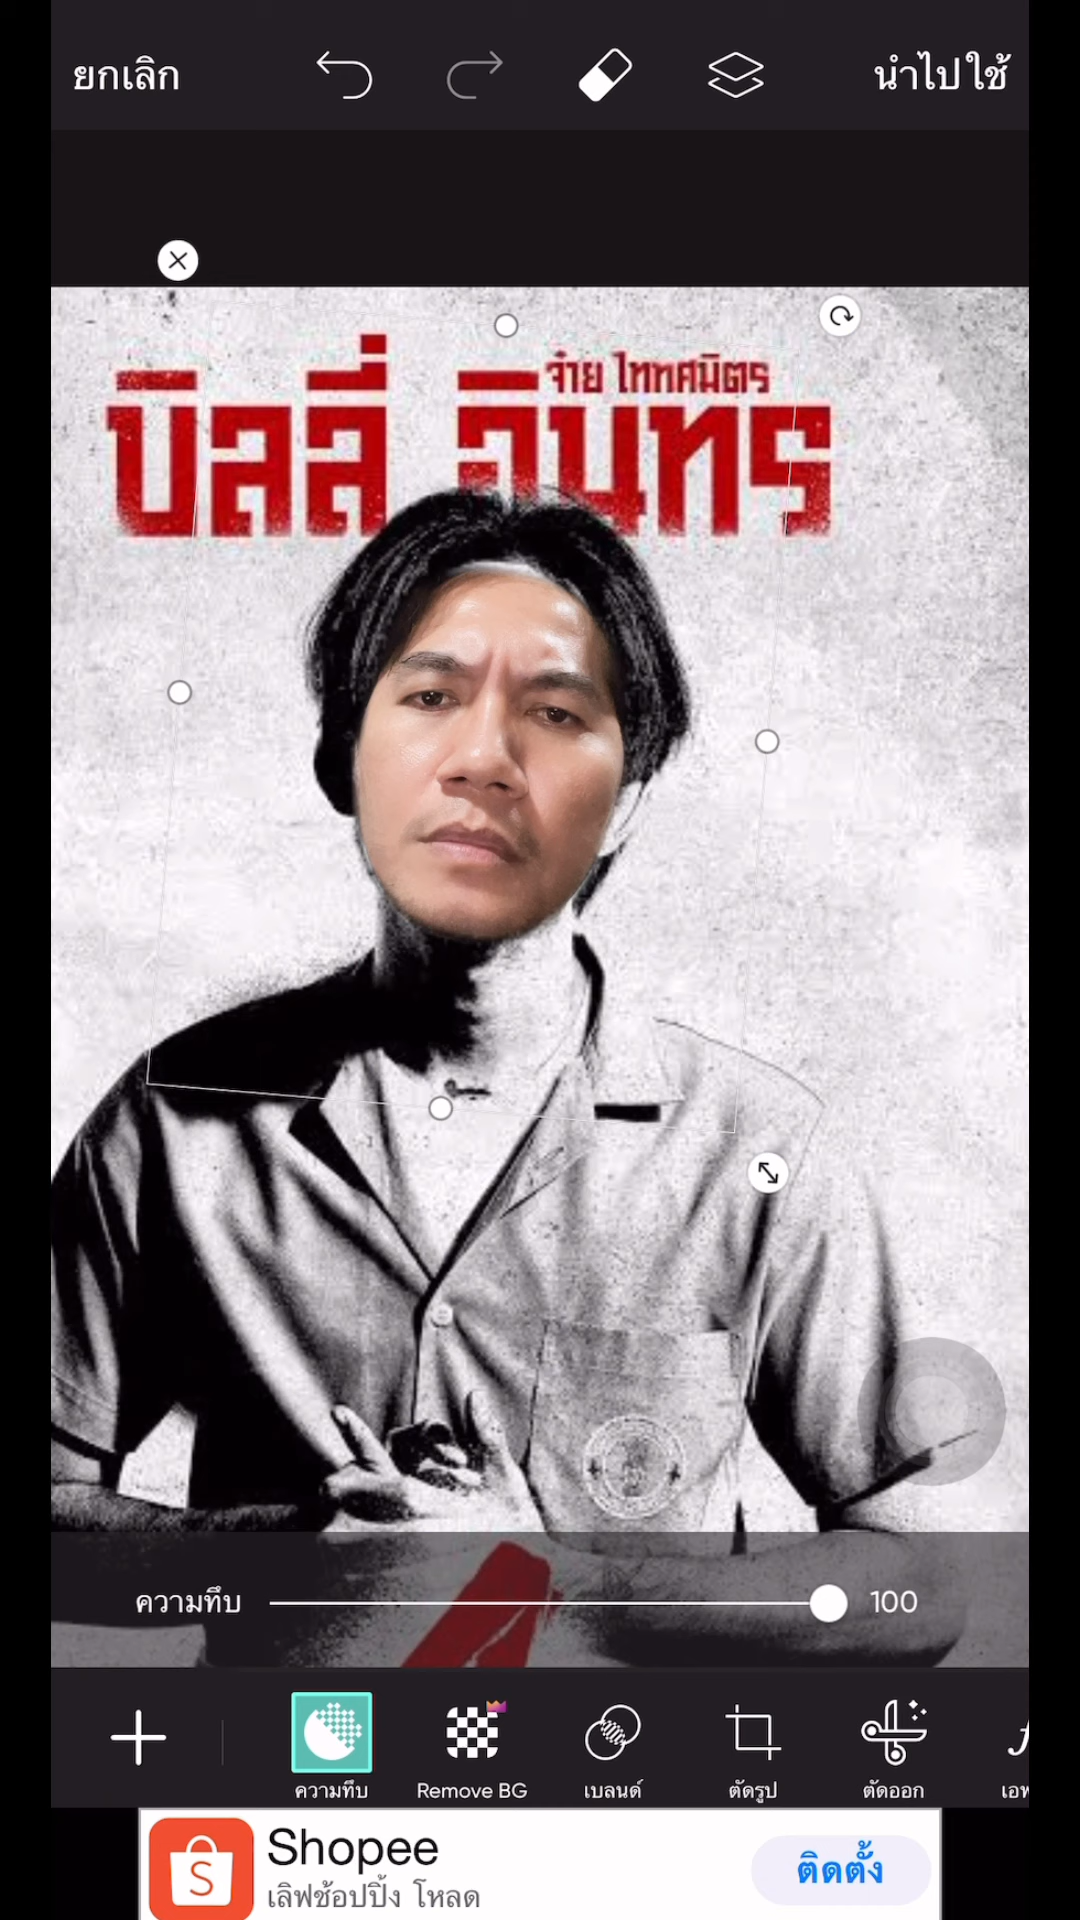 ยกเลิก
นำไปใช้
จ๋าย ไททศมิตร
บิลลี่ อินทร
ความทึบ
100
ความทึบ
Remove BG
เบลนด์
ตัดรูป
ตัดออก
Shopee
เลิฟช้อปปิ้ง โหลด
ติดตั้ง